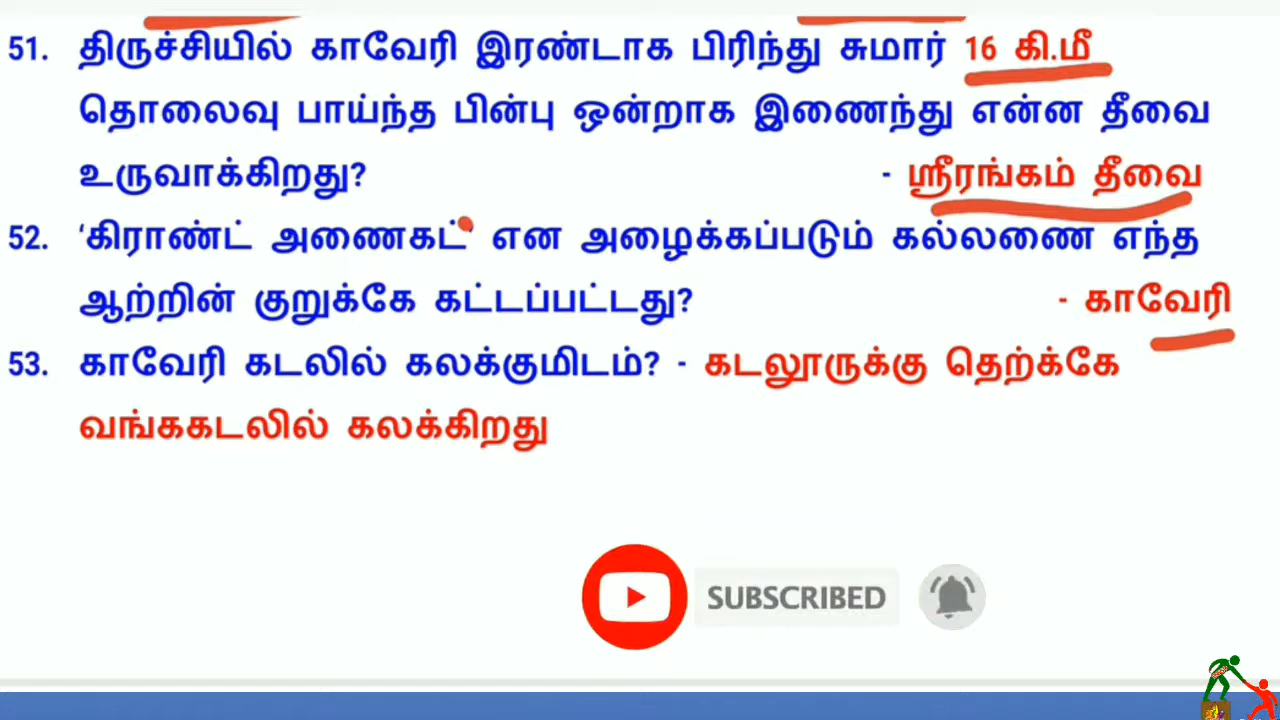 51. திருச்சியில் காவேரி இரண்டாக பிரிந்து சுமார் 16 கி.மீ
தொலைவு பாய்ந்த பின்பு ஒன்றாக இணைந்து என்ன தீவை
உருவாக்கிறது? - ஸ்ரீரங்கம் தீவை
52. ‘கிராண்ட் அணைகட்’ என அழைக்கப்படும் கல்லணை எந்த
ஆற்றின் குறுக்கே கட்டப்பட்டது? - காவேரி
53. காவேரி கடலில் கலக்குமிடம்? - கடலூருக்கு தெற்க்கே
வங்ககடலில் கலக்கிறது
SUBSCRIBED